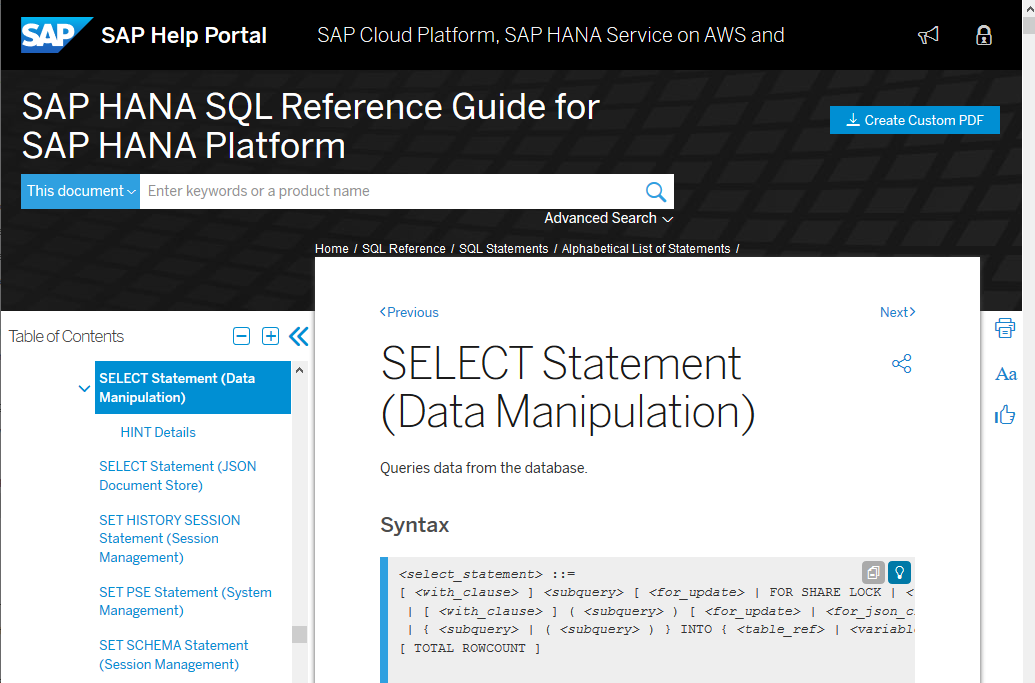 SAP SAP Help Portal SAP Cloud Platform, SAP HANA Service on AWS and
SAP HANA SQL Reference Guide for
SAP HANA Platform
Create Custom PDF
This document Enter keywords or a product name
Advanced Search
Home / SQL Reference / SQL Statements / Alphabetical List of Statements /
Table of Contents
SELECT Statement (Data
Manipulation)
HINT Details
SELECT Statement (JSON
Document Store)
SET HISTORY SESSION
Statement (Session
Management)
SET PSE Statement (System
Management)
SET SCHEMA Statement
(Session Management)
Previous Next
SELECT Statement
(Data Manipulation)
Queries data from the database.
Syntax
<select_statement> ::=
[ <with_clause> ] <subquery> [ <for_update> | FOR SHARE LOCK | <
| [ <with_clause> ] ( <subquery> ) [ <for_update> | <for_json_c
| { <subquery> | ( <subquery> ) } INTO { <table_ref> | <variabl
[ TOTAL ROWCOUNT ]
Aa